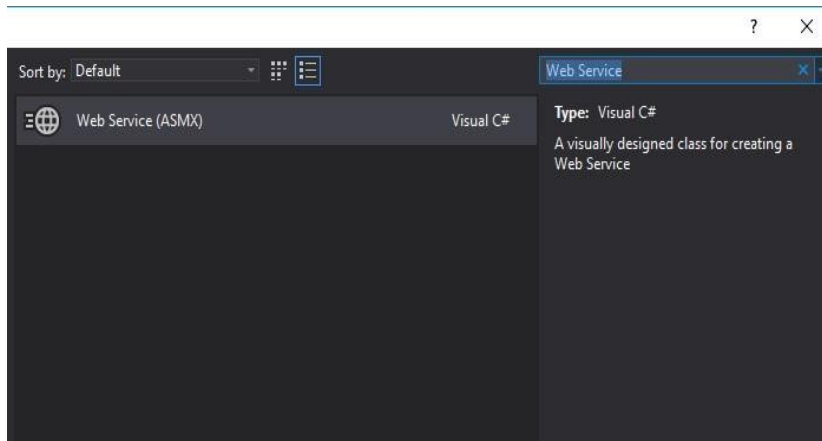 ?
Sort by: Default
Web Service
Web Service (ASMX) Visual C#
Type: Visual C#
A visually designed class for creating a
Web Service